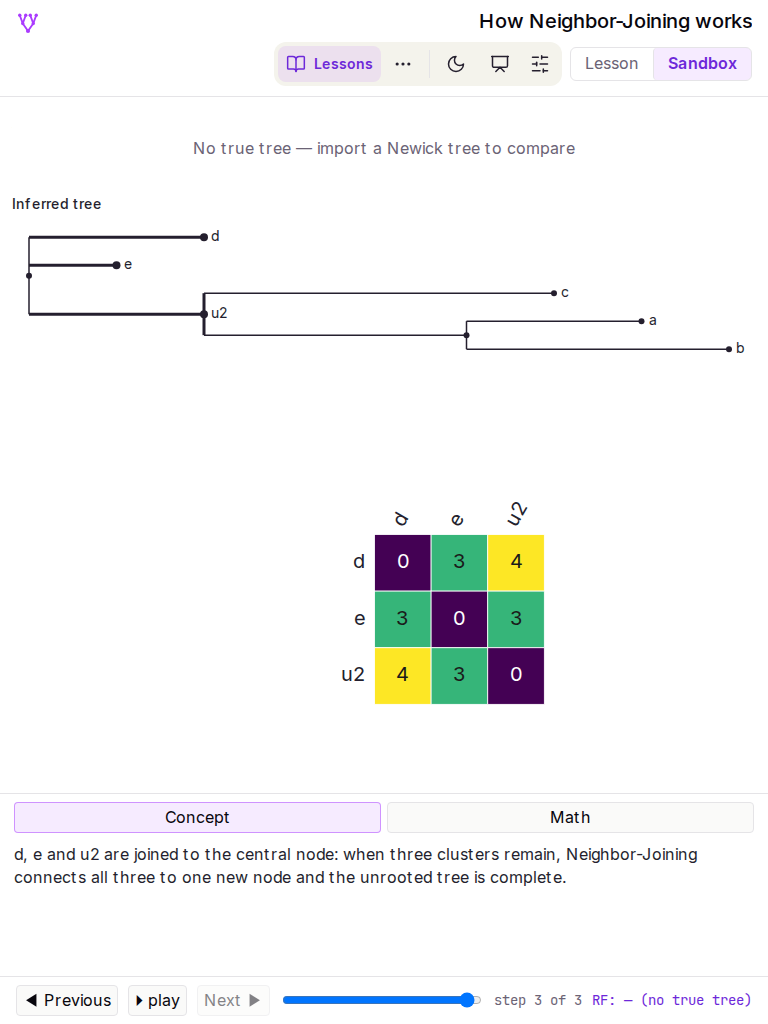 How Neighbor-Joining works
Lessons
Lesson
Sandbox
No true tree — import a Newick tree to compare
Inferred tree
d
e
c
u2
a
b
d e u2
d 0 3 4
e 3 0 3
u2 4 3 0
Concept
Math
d, e and u2 are joined to the central node: when three clusters remain, Neighbor-Joining
connects all three to one new node and the unrooted tree is complete.
◀ Previous
⏵ play
Next ▶
step 3 of 3
RF: — (no true tree)